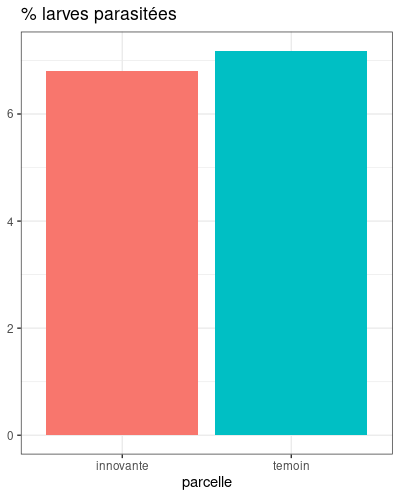 % larves parasitées
6
4
2
0
innovante temoin
parcelle